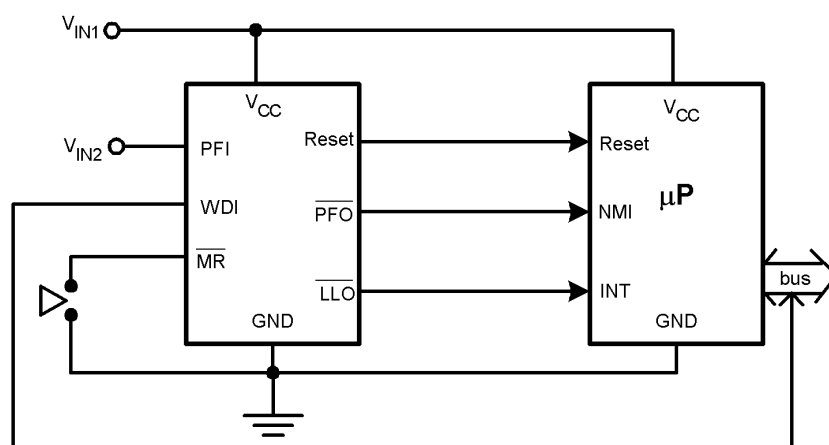 VIN1
VCC
VCC
VIN2
PFI
Reset
Reset
WDI
PFO
NMI
μP
MR
bus
LLO
INT
GND
GND